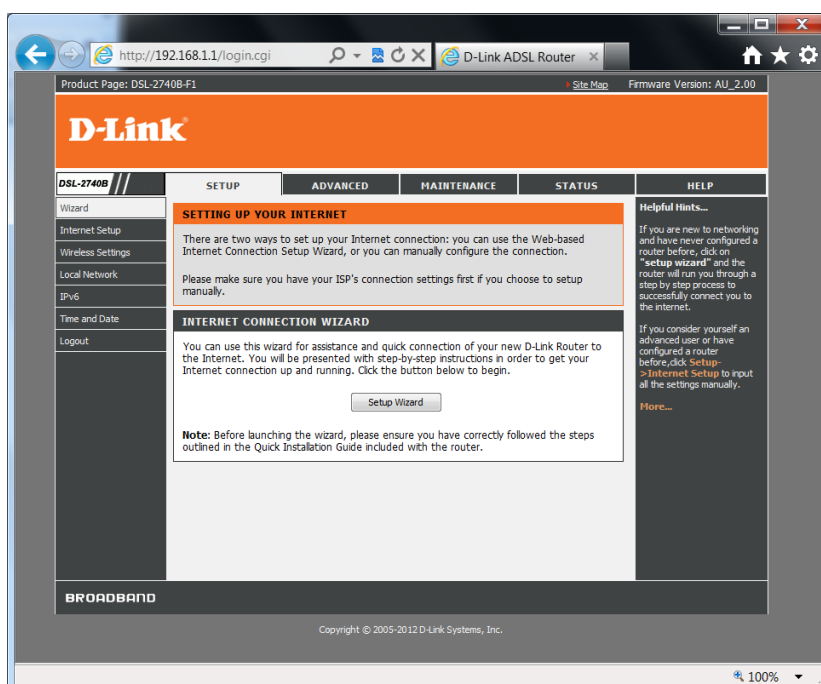 http://192.168.1.1/login.cgi
D-Link ADSL Router
Product Page: DSL-2740B-F1
Site Map
Firmware Version: AU_2.00
D-Link
DSL-2740B
SETUP
ADVANCED
MAINTENANCE
STATUS
HELP
Wizard
Internet Setup
Wireless Settings
Local Network
IPv6
Time and Date
Logout
SETTING UP YOUR INTERNET
There are two ways to set up your Internet connection: you can use the Web-based
Internet Connection Setup Wizard, or you can manually configure the connection.
Please make sure you have your ISP's connection settings first if you choose to setup
manually.
INTERNET CONNECTION WIZARD
You can use this wizard for assistance and quick connection of your new D-Link Router to
the Internet. You will be presented with step-by-step instructions in order to get your
Internet connection up and running. Click the button below to begin.
Setup Wizard
Note: Before launching the wizard, please ensure you have correctly followed the steps
outlined in the Quick Installation Guide included with the router.
Helpful Hints...
If you are new to networking
and have never configured a
router before, click on
"setup wizard" and the
router will run you through a
step by step process to
successfully connect you to
the internet.
If you consider yourself an
advanced user or have
configured a router
before,click Setup-
>Internet Setup to input
all the settings manually.
More...
BROADBAND
Copyright © 2005-2012 D-Link Systems, Inc.
100%